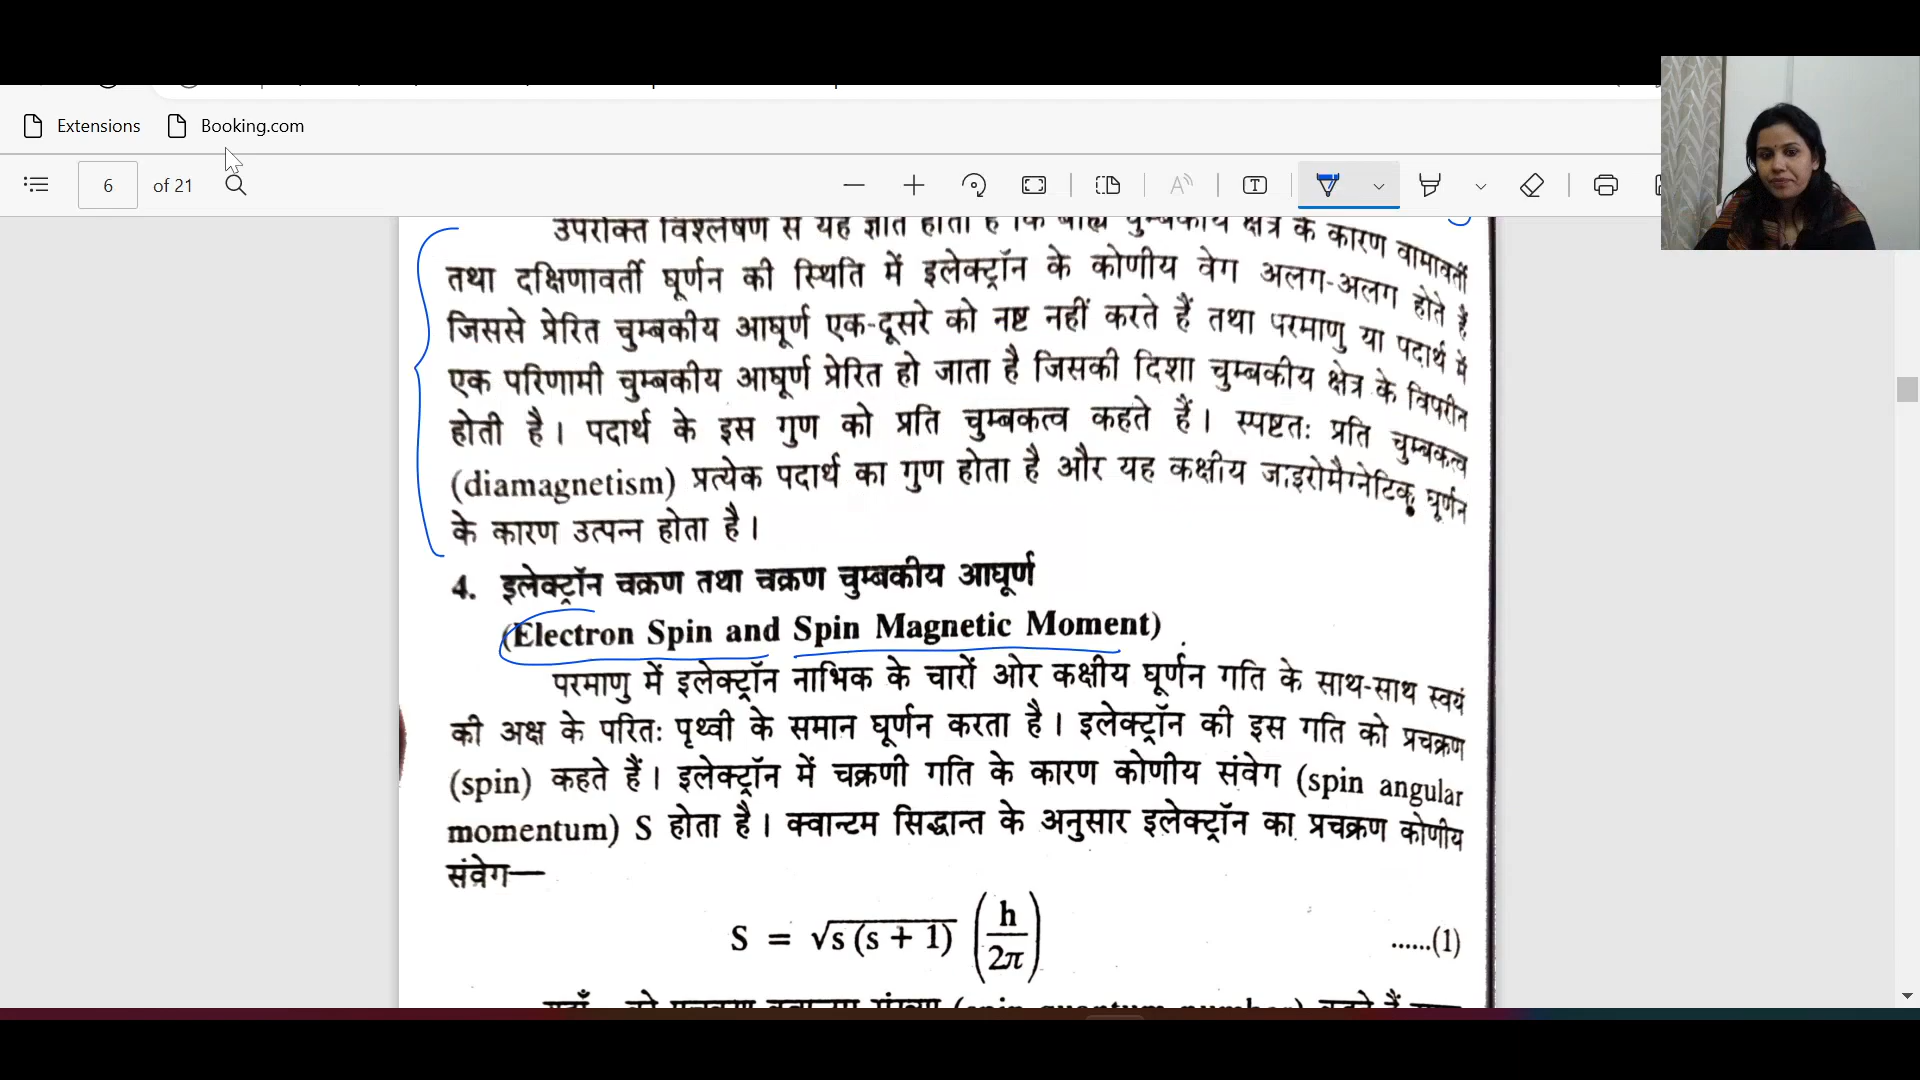 Extensions Booking.com
6 of 21
उपरोक्त विश्लेषण से यह ज्ञात होता है कि बाह्य चुम्बकीय क्षेत्र के कारण वामावर्ती
तथा दक्षिणावर्ती घूर्णन की स्थिति में इलेक्ट्रॉन के कोणीय वेग अलग-अलग होते हैं
जिससे प्रेरित चुम्बकीय आघूर्ण एक-दूसरे को नष्ट नहीं करते हैं तथा परमाणु या पदार्थ में
एक परिणामी चुम्बकीय आघूर्ण प्रेरित हो जाता है जिसकी दिशा चुम्बकीय क्षेत्र के विपरीत
होती है। पदार्थ के इस गुण को प्रति चुम्बकत्व कहते हैं। स्पष्टतः प्रति चुम्बकत्व
(diamagnetism) प्रत्येक पदार्थ का गुण होता है और यह कक्षीय जाइरोमैग्नेटिक घूर्णन
के कारण उत्पन्न होता है।
4. इलेक्ट्रॉन चक्रण तथा चक्रण चुम्बकीय आघूर्ण
(Electron Spin and Spin Magnetic Moment)
परमाणु में इलेक्ट्रॉन नाभिक के चारों ओर कक्षीय घूर्णन गति के साथ-साथ स्वयं
की अक्ष के परितः पृथ्वी के समान घूर्णन करता है। इलेक्ट्रॉन की इस गति को प्रचक्रण
(spin) कहते हैं। इलेक्ट्रॉन में चक्रणी गति के कारण कोणीय संवेग (spin angular
momentum) S होता है। क्वान्टम सिद्धान्त के अनुसार इलेक्ट्रॉन का प्रचक्रण कोणीय
संवेग—
S = √s (s + 1) (h/2π) ......(1)
(spin quantum number)